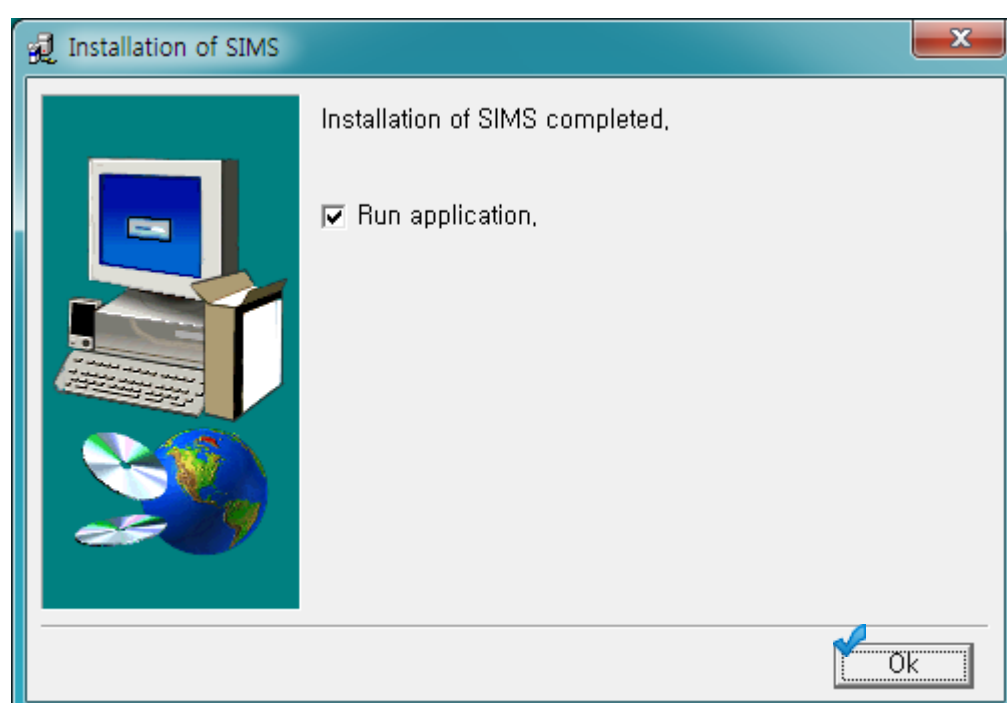 Installation of SIMS
Installation of SIMS completed,
Run application,
Ok